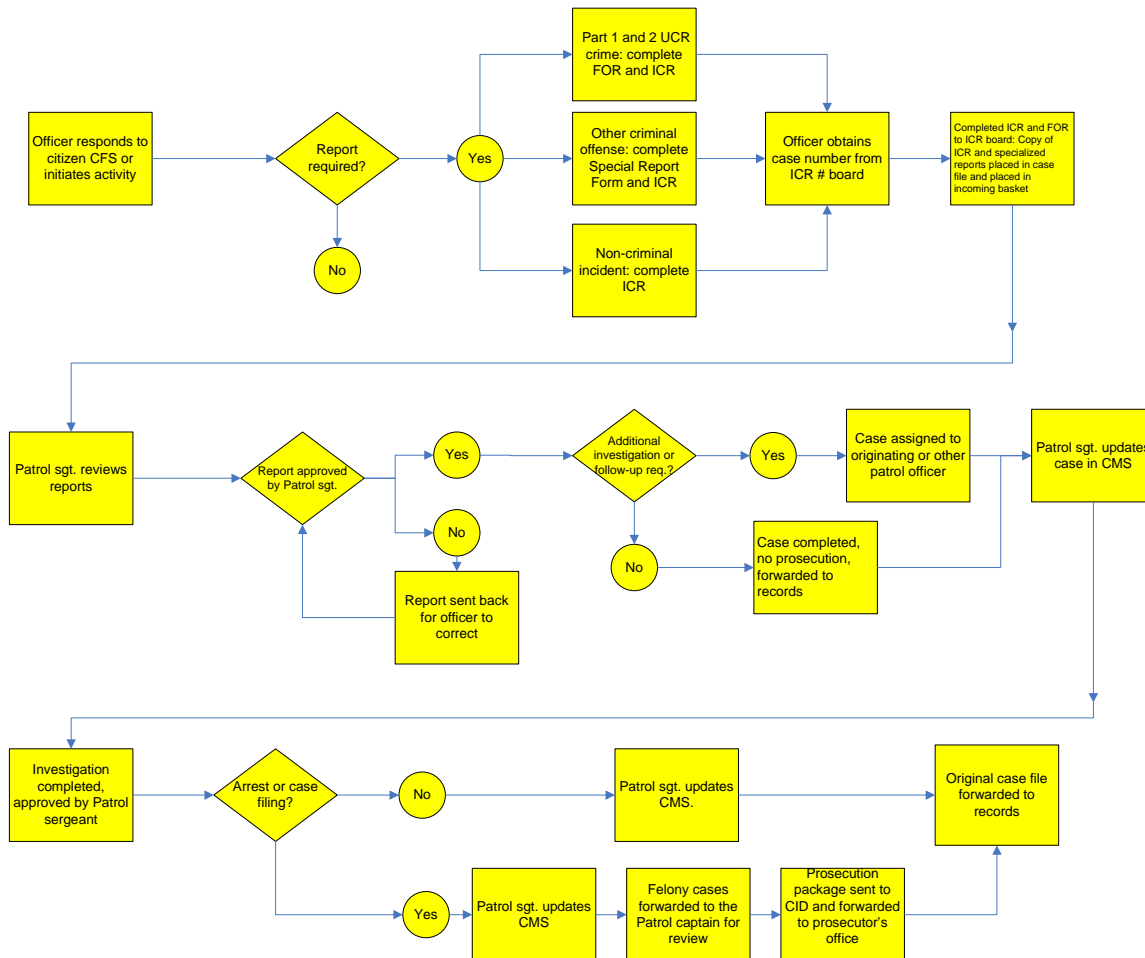 Officer responds to
citizen CFS or
initiates activity
Report
required?
No
Yes
Part 1 and 2 UCR
crime: complete
FOR and ICR
Other criminal
offense: complete
Special Report
Form and ICR
Non-criminal
incident: complete
ICR
Officer obtains
case number from
ICR # board
Completed ICR and FOR
to ICR board: Copy of
ICR and specialized
reports placed in case
file and placed in
incoming basket
Patrol sgt. reviews
reports
Report approved
by Patrol sgt.
Yes
No
Report sent back
for officer to
correct
Additional
investigation or
follow-up req.?
Yes
No
Case assigned to
originating or other
patrol officer
Case completed,
no prosecution,
forwarded to
records
Patrol sgt. updates
case in CMS
Investigation
completed,
approved by Patrol
sergeant
Arrest or case
filing?
No
Patrol sgt. updates
CMS.
Original case file
forwarded to
records
Yes
Patrol sgt. updates
CMS
Felony cases
forwarded to the
Patrol captain for
review
Prosecution
package sent to
CID and forwarded
to prosecutor's
office